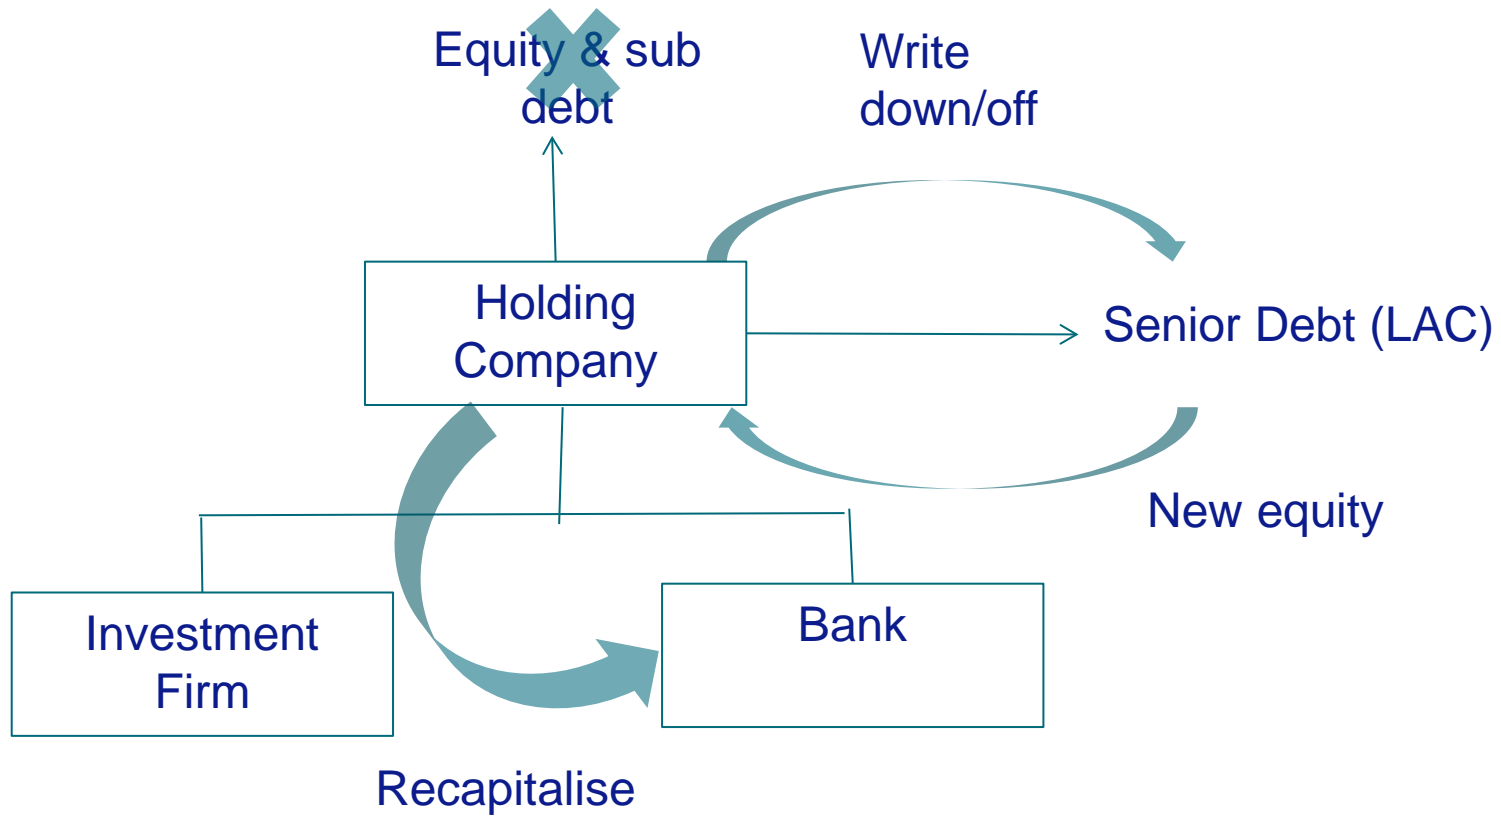 Equity & sub
debt
Write
down/off
Holding
Company
Senior Debt (LAC)
New equity
Investment
Firm
Bank
Recapitalise